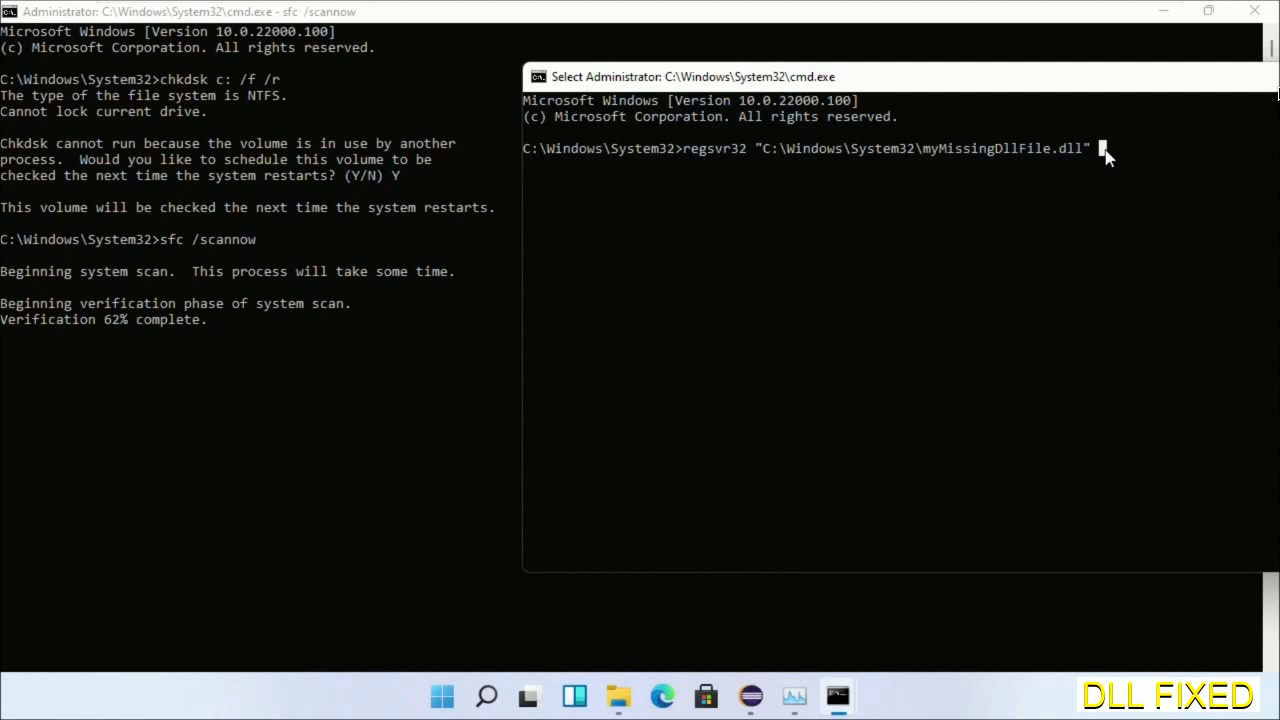 Administrator: C:\Windows\System32\cmd.exe - sfc /scannow
Microsoft Windows [Version 10.0.22000.100]
(c) Microsoft Corporation. All rights reserved.
C:\Windows\System32>chkdsk c: /f /r
The type of the file system is NTFS.
Cannot lock current drive.
Chkdsk cannot run because the volume is in use by another
process.  Would you like to schedule this volume to be
checked the next time the system restarts? (Y/N) Y
This volume will be checked the next time the system restarts.
C:\Windows\System32>sfc /scannow
Beginning system scan.  This process will take some time.
Beginning verification phase of system scan.
Verification 62% complete.
Select Administrator: C:\Windows\System32\cmd.exe
Microsoft Windows [Version 10.0.22000.100]
(c) Microsoft Corporation. All rights reserved.
C:\Windows\System32>regsvr32 "C:\Windows\System32\myMissingDllFile.dll"
DLL FIXED